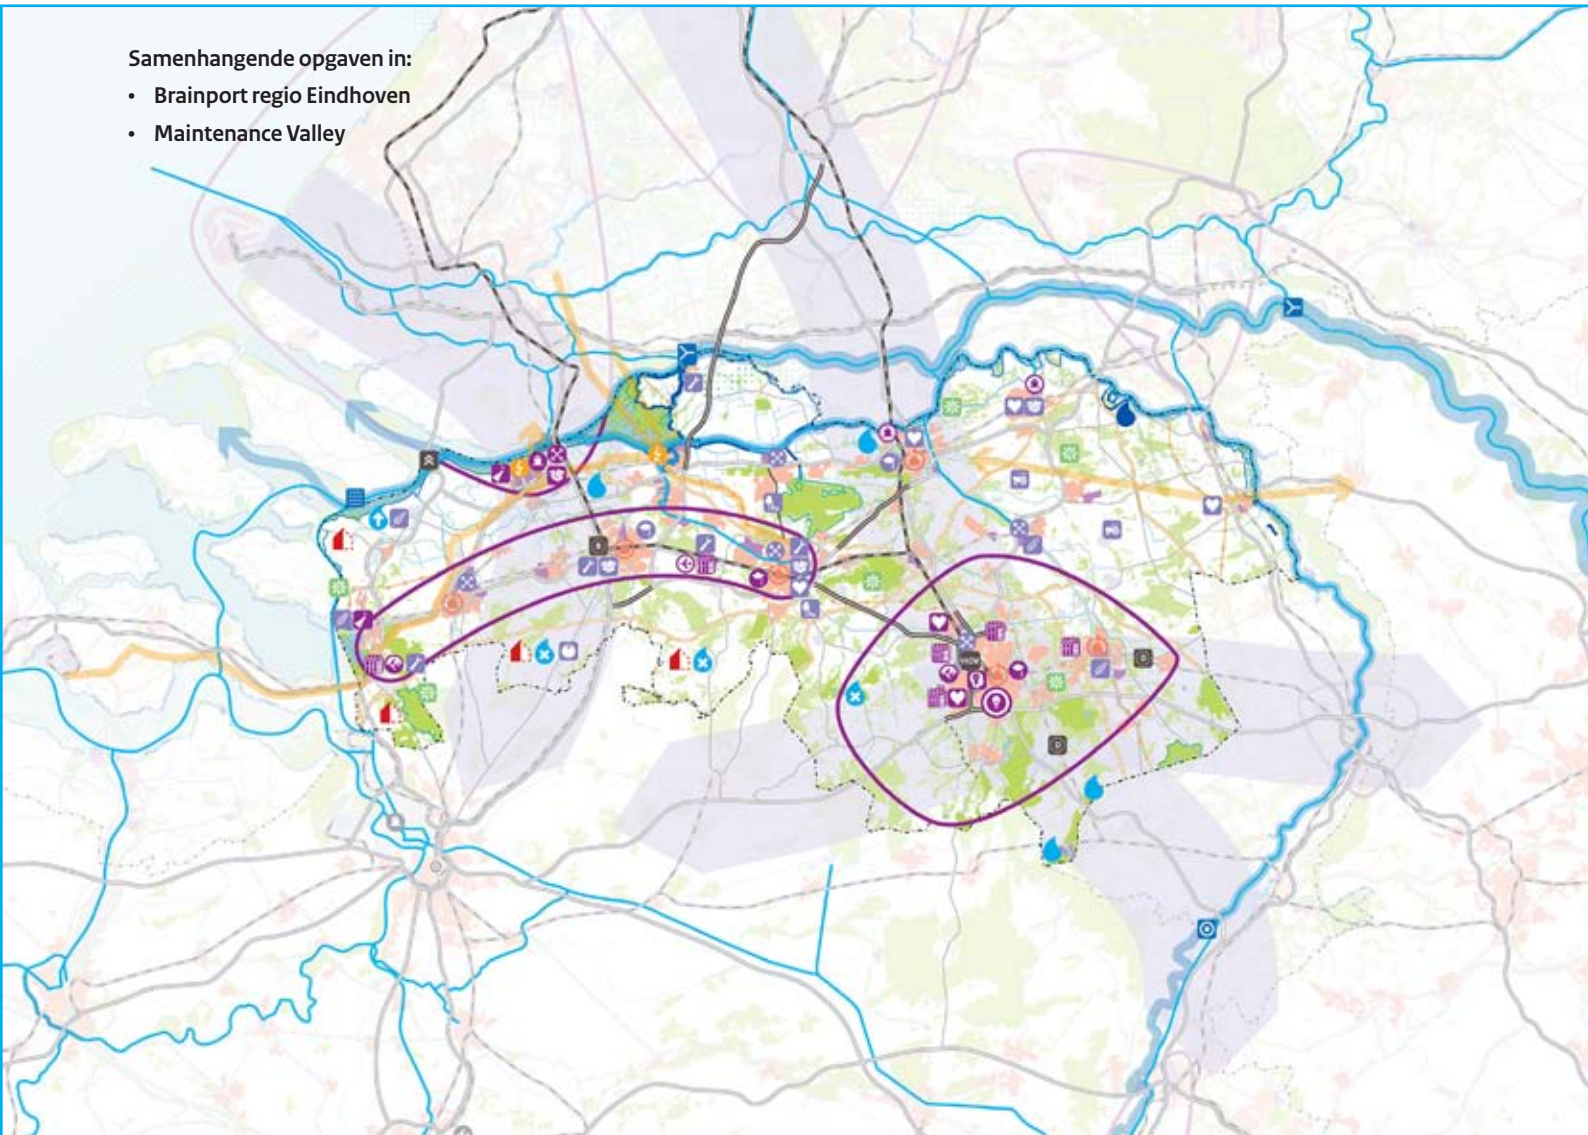 Samenhangende opgaven in:
• Brainport regio Eindhoven
• Maintenance Valley